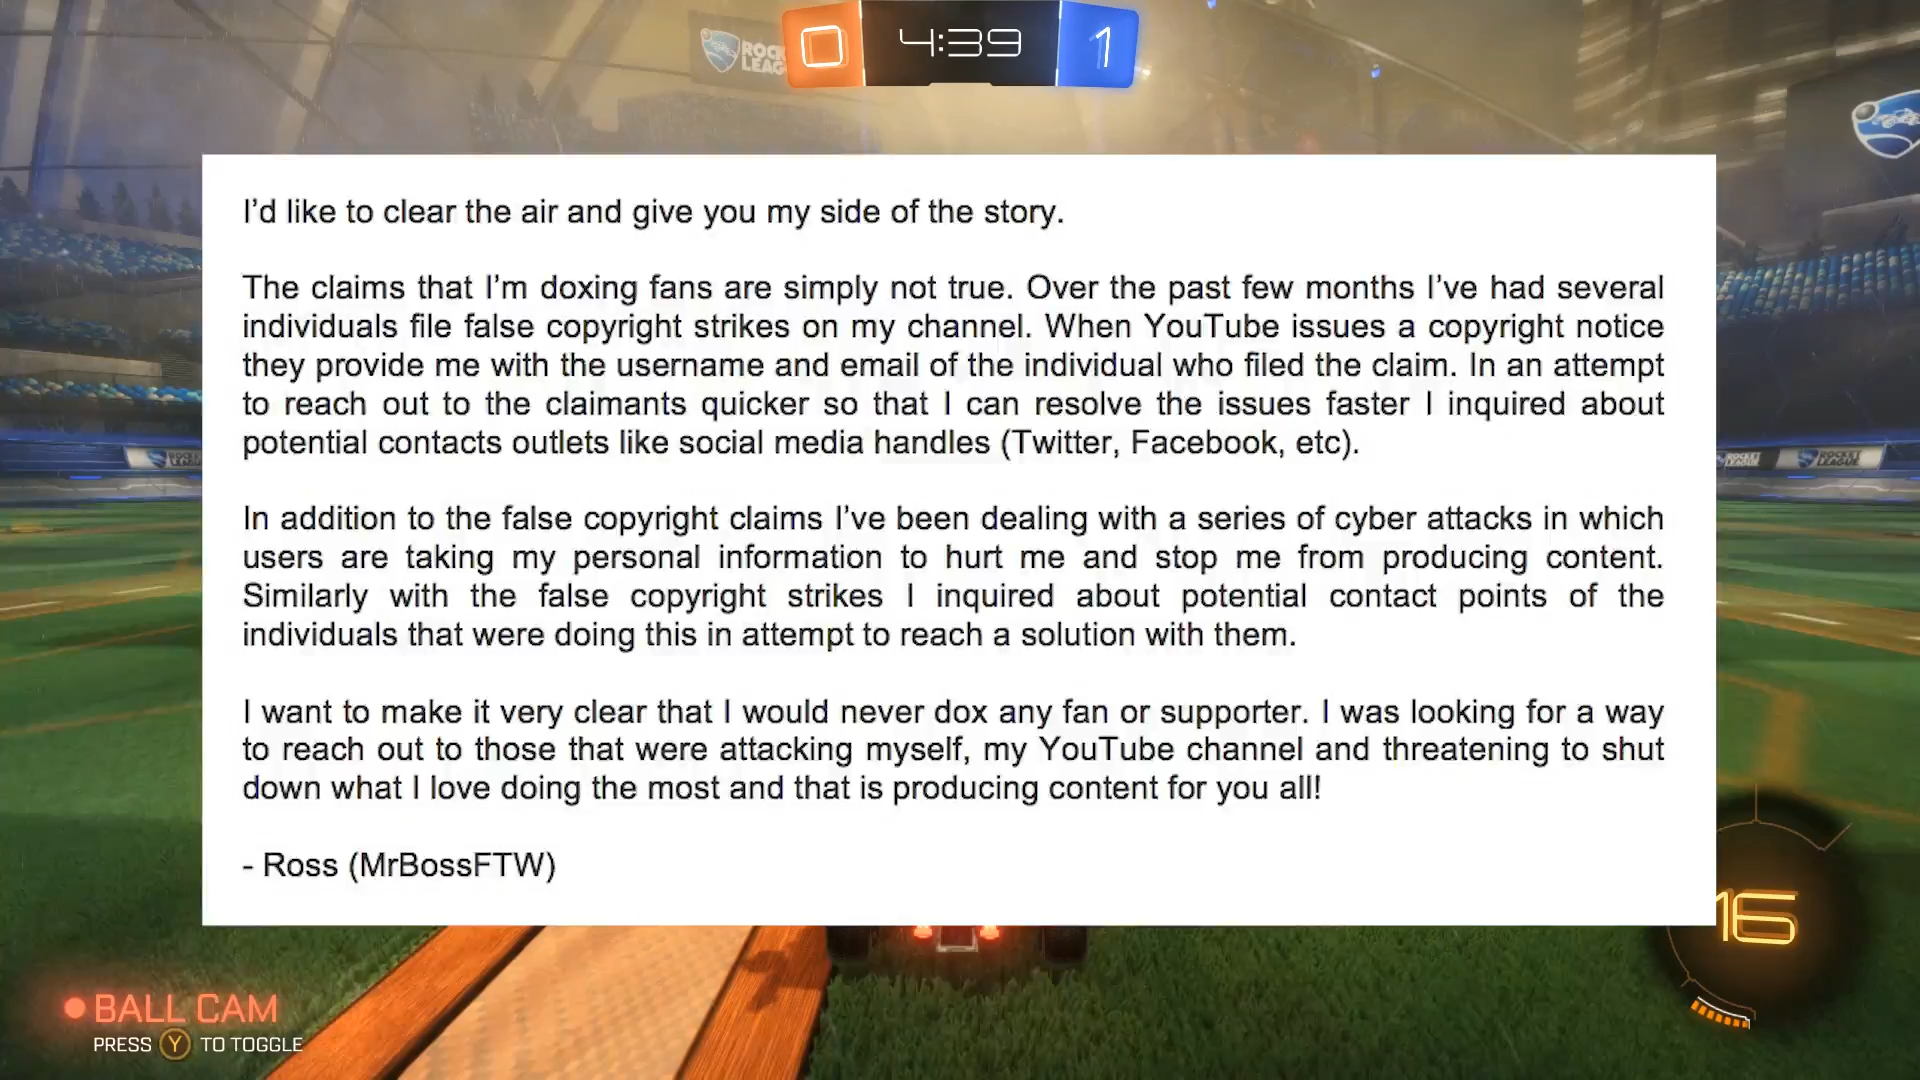 0 4:39 1
ROCK
LEAG
I'd like to clear the air and give you my side of the story.
The claims that I'm doxing fans are simply not true. Over the past few months I've had several
individuals file false copyright strikes on my channel. When YouTube issues a copyright notice
they provide me with the username and email of the individual who filed the claim. In an attempt
to reach out to the claimants quicker so that I can resolve the issues faster I inquired about
potential contacts outlets like social media handles (Twitter, Facebook, etc).
In addition to the false copyright claims I've been dealing with a series of cyber attacks in which
users are taking my personal information to hurt me and stop me from producing content.
Similarly with the false copyright strikes I inquired about potential contact points of the
individuals that were doing this in attempt to reach a solution with them.
I want to make it very clear that I would never dox any fan or supporter. I was looking for a way
to reach out to those that were attacking myself, my YouTube channel and threatening to shut
down what I love doing the most and that is producing content for you all!
- Ross (MrBossFTW)
ROCKET
LEAGUE
ROCKET
LEAGUE
16
BALL CAM
PRESS Y TO TOGGLE